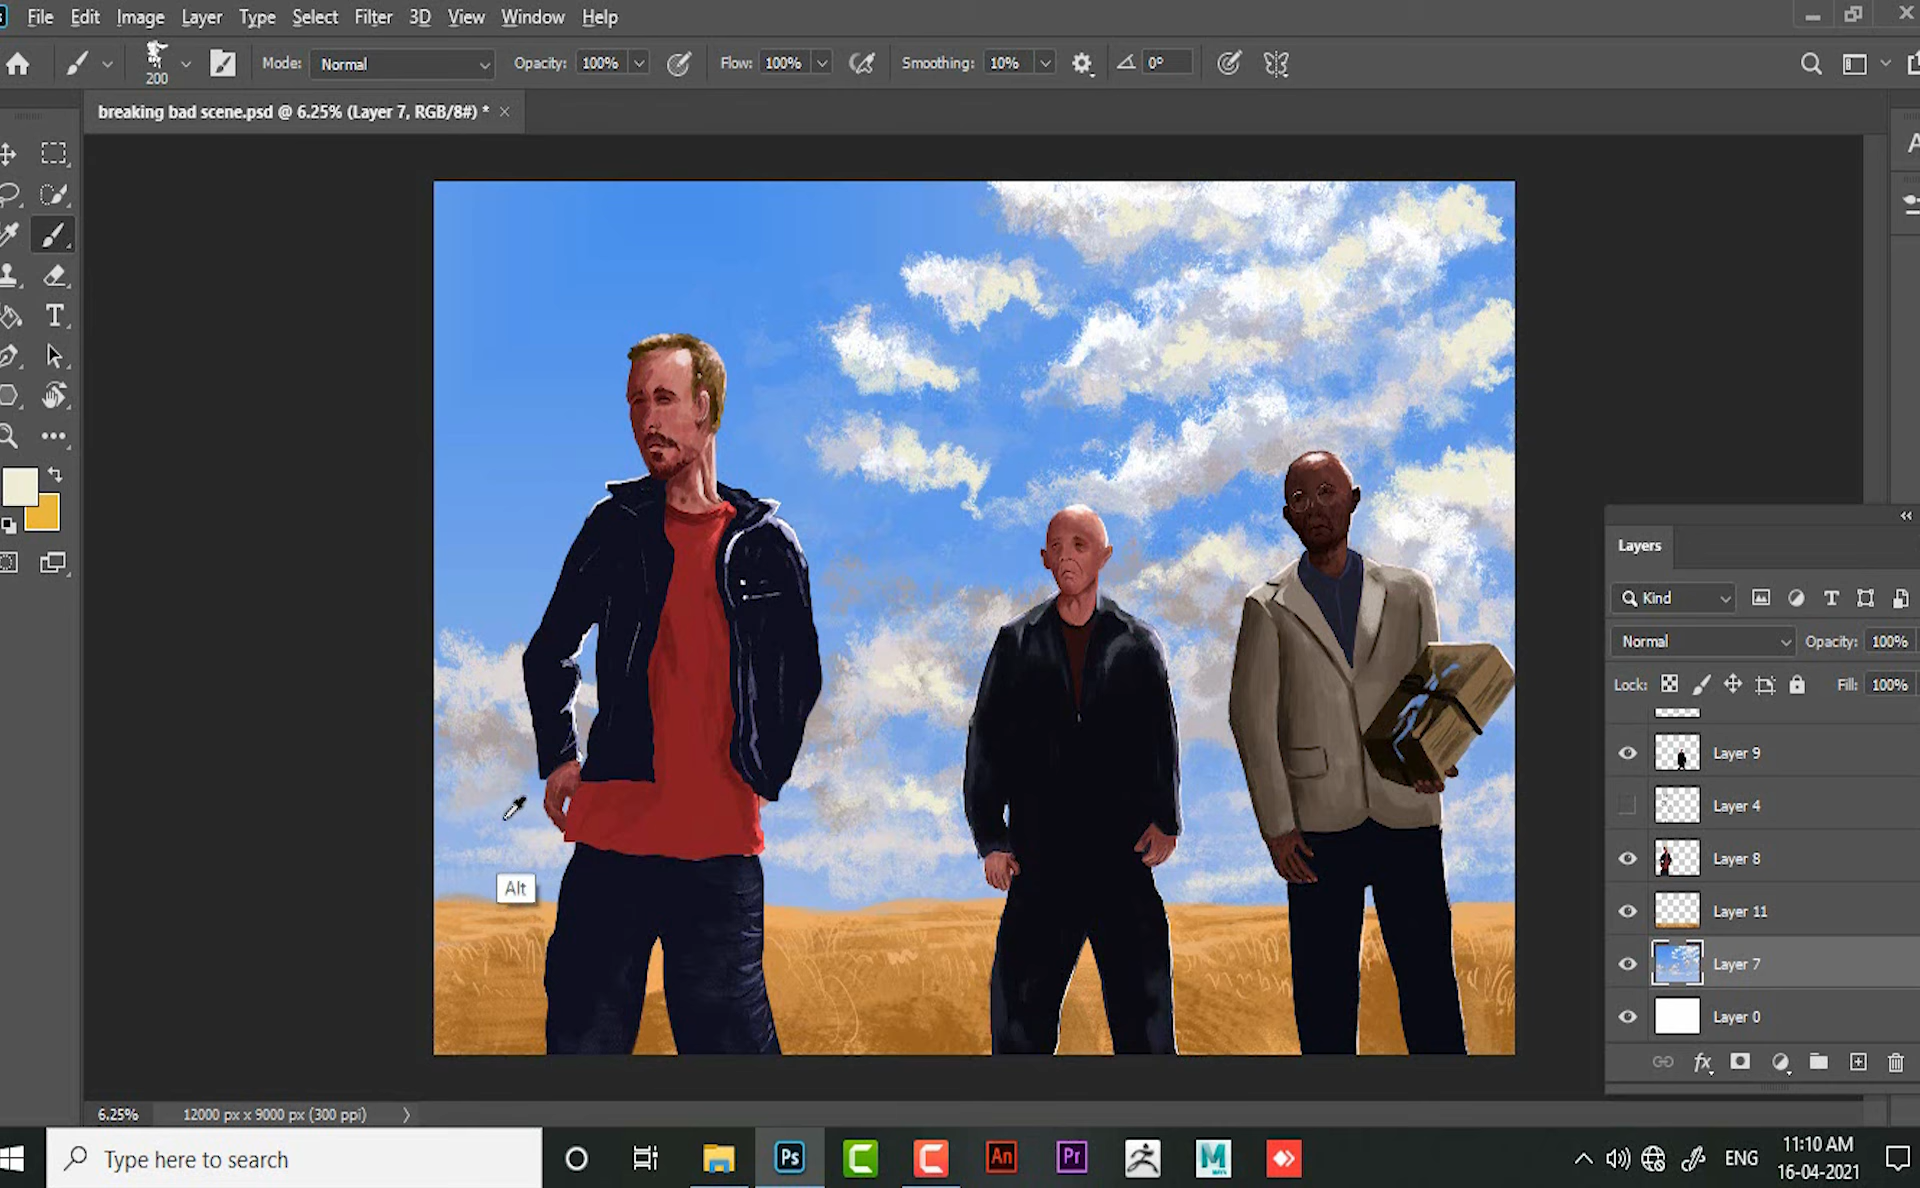 File Edit Image Layer Type Select Filter 3D View Window Help
200 Mode: Normal Opacity: 100% Flow: 100% Smoothing: 10% 0°
breaking bad scene.psd @ 6.25% (Layer 7, RGB/8#) * ×
Layers
Kind
Normal Opacity: 100%
Lock: Fill: 100%
Layer 9
Layer 4
Layer 8
Layer 11
Layer 7
Layer 0
Alt
6.25% 12000 px x 9000 px (300 ppi)
Type here to search
Ps
An
Pr
M
ENG
11:10 AM
16-04-2021